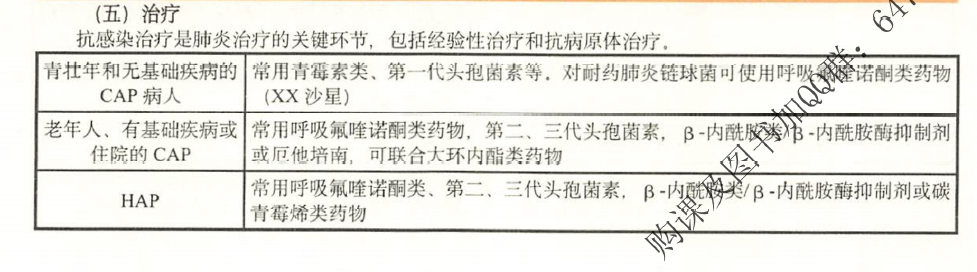 （五）治疗
抗感染治疗是肺炎治疗的关键环节，包括经验性治疗和抗病原体治疗。
青壮年和无基础疾病的
CAP 病人
常用青霉素类、第一代头孢菌素等，对耐药肺炎链球菌可使用呼吸氟喹诺酮类药物
（XX 沙星）
老年人、有基础疾病或
住院的 CAP
常用呼吸氟喹诺酮类药物，第二、三代头孢菌素，β-内酰胺类/β-内酰胺酶抑制剂
或厄他培南，可联合大环内酯类药物
HAP
常用呼吸氟喹诺酮类、第二、三代头孢菌素，β-内酰胺类/β-内酰胺酶抑制剂或碳
青霉烯类药物
购课及图书加QQ群：64